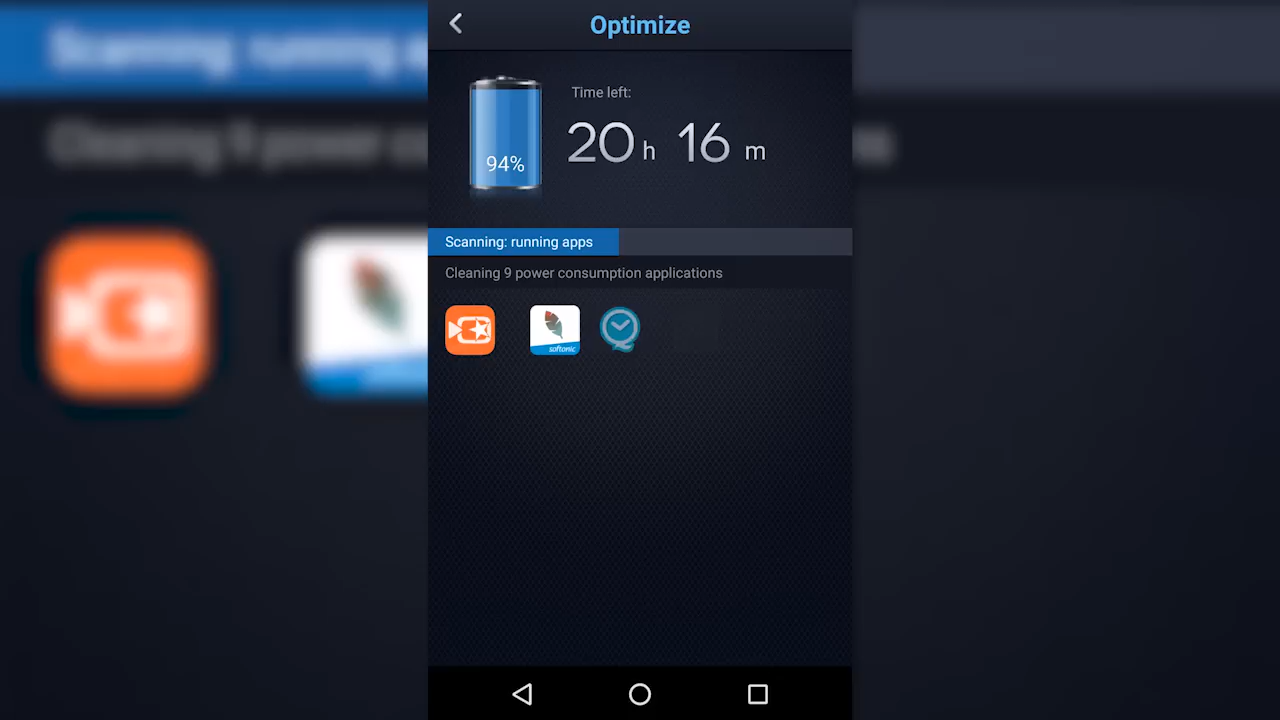 Optimize
Time left:
94%
20 h 16 m
Scanning: running apps
Cleaning 9 power consumption applications
softonic